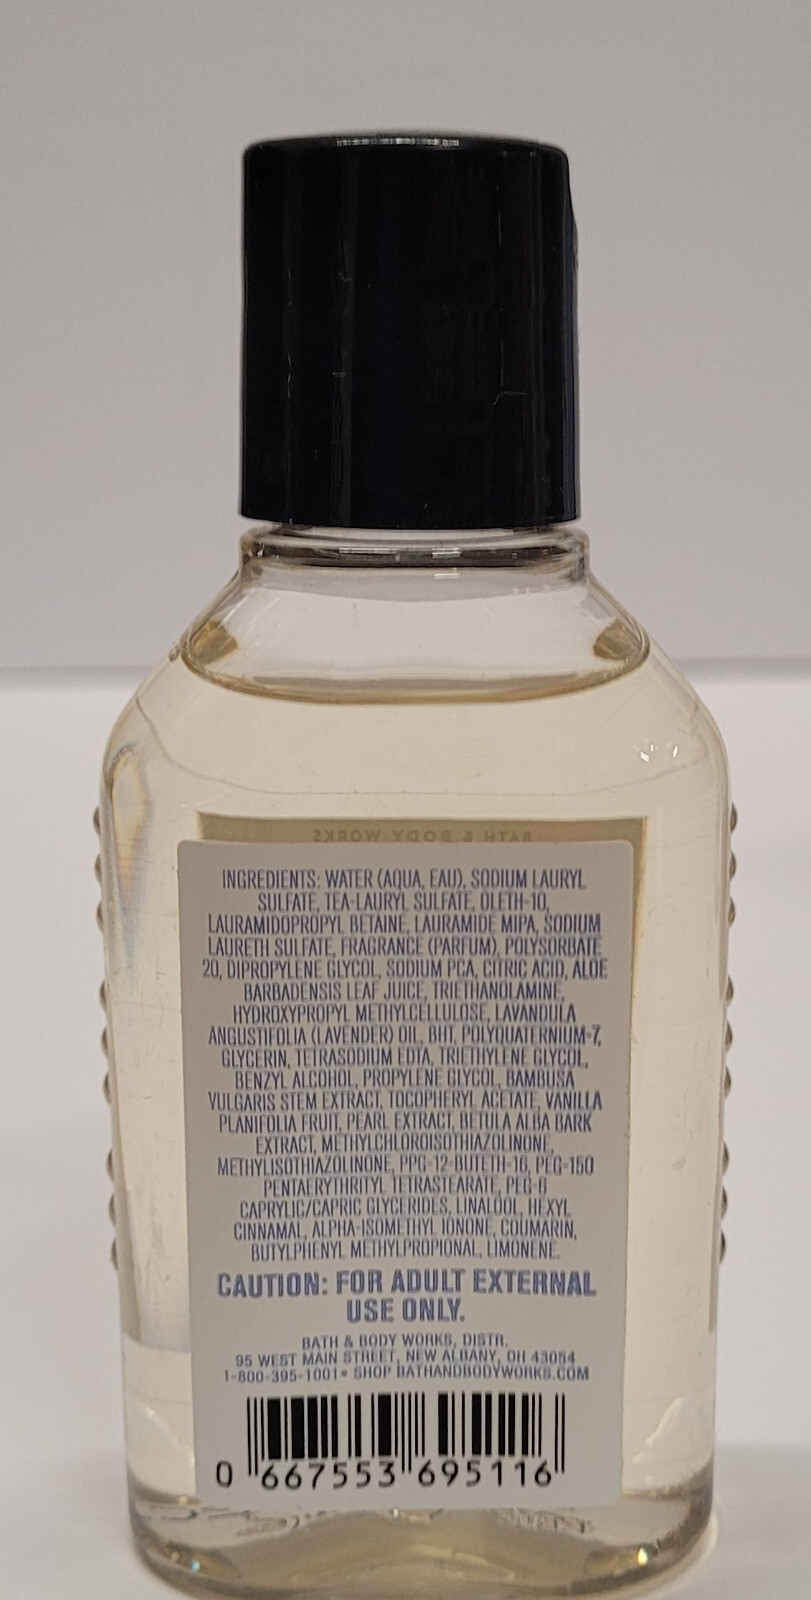 BATH & BODY WORKS
INGREDIENTS: WATER (AQUA, EAU), SODIUM LAURYL
SULFATE, TEA-LAURYL SULFATE, OLETH-10,
LAURAMIDOPROPYL BETAINE, LAURAMIDE MIPA, SODIUM
LAURETH SULFATE, FRAGRANCE (PARFUM), POLYSORBATE
20, DIPROPYLENE GLYCOL, SODIUM PCA, CITRIC ACID, ALOE
BARBADENSIS LEAF JUICE, TRIETHANOLAMINE,
HYDROXYPROPYL METHYLCELLULOSE, LAVANDULA
ANGUSTIFOLIA (LAVENDER) OIL, BHT, POLYQUATERNIUM-7,
GLYCERIN, TETRASODIUM EDTA, TRIETHYLENE GLYCOL,
BENZYL ALCOHOL, PROPYLENE GLYCOL, BAMBUSA
VULGARIS STEM EXTRACT, TOCOPHERYL ACETATE, VANILLA
PLANIFOLIA FRUIT, PEARL EXTRACT, BETULA ALBA BARK
EXTRACT, METHYLCHLOROISOTHIAZOLINONE,
METHYLISOTHIAZOLINONE, PPG-12-BUTETH-16, PEG-150
PENTAERYTHRITYL TETRASTEARATE, PEG-6
CAPRYLIC/CAPRIC GLYCERIDES, LINALOOL, HEXYL
CINNAMAL, ALPHA-ISOMETHYL IONONE, COUMARIN,
BUTYLPHENYL METHYLPROPIONAL, LIMONENE.
CAUTION: FOR ADULT EXTERNAL
USE ONLY.
BATH & BODY WORKS, DISTR.
95 WEST MAIN STREET, NEW ALBANY, OH 43054
1-800-395-1001• SHOP BATHANDBODYWORKS.COM
0 667553 695116